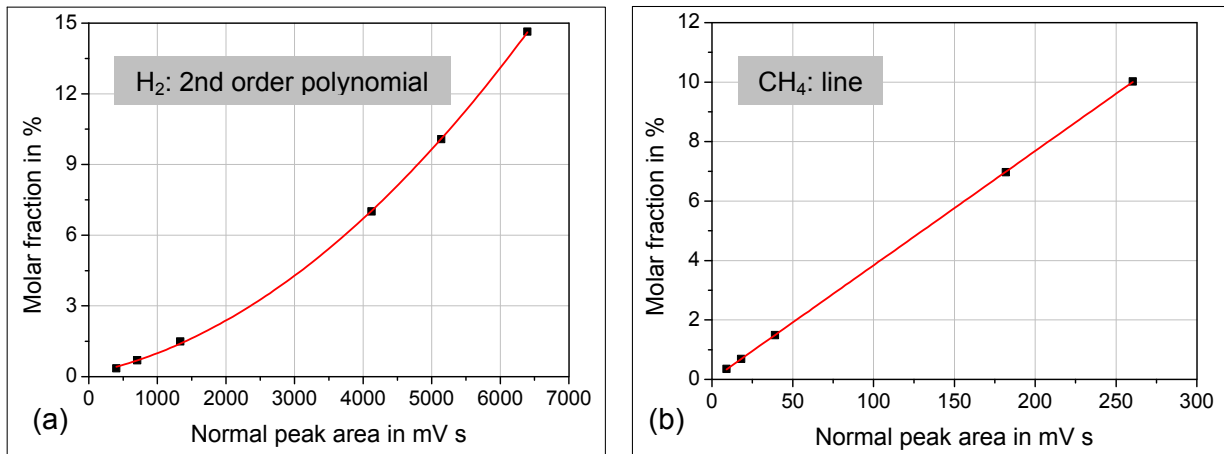 15
12
9
6
3
0
Molar fraction in %
H₂: 2nd order polynomial
0 1000 2000 3000 4000 5000 6000 7000
(a)
Normal peak area in mV s
12
10
8
6
4
2
0
Molar fraction in %
CH₄: line
0 50 100 150 200 250 300
(b)
Normal peak area in mV s